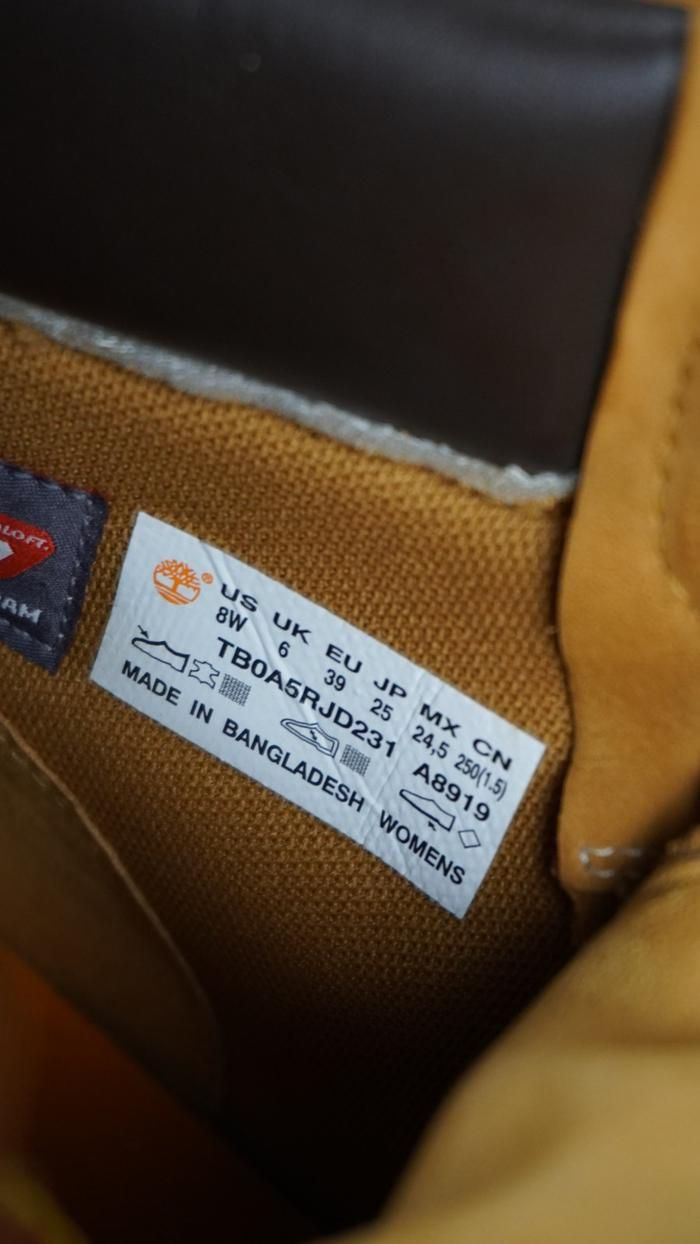 US UK EU JP MX CN
8W 6 39 25 24,5 250(1.5)
TB0A5RJD231 A8919
MADE IN BANGLADESH WOMENS